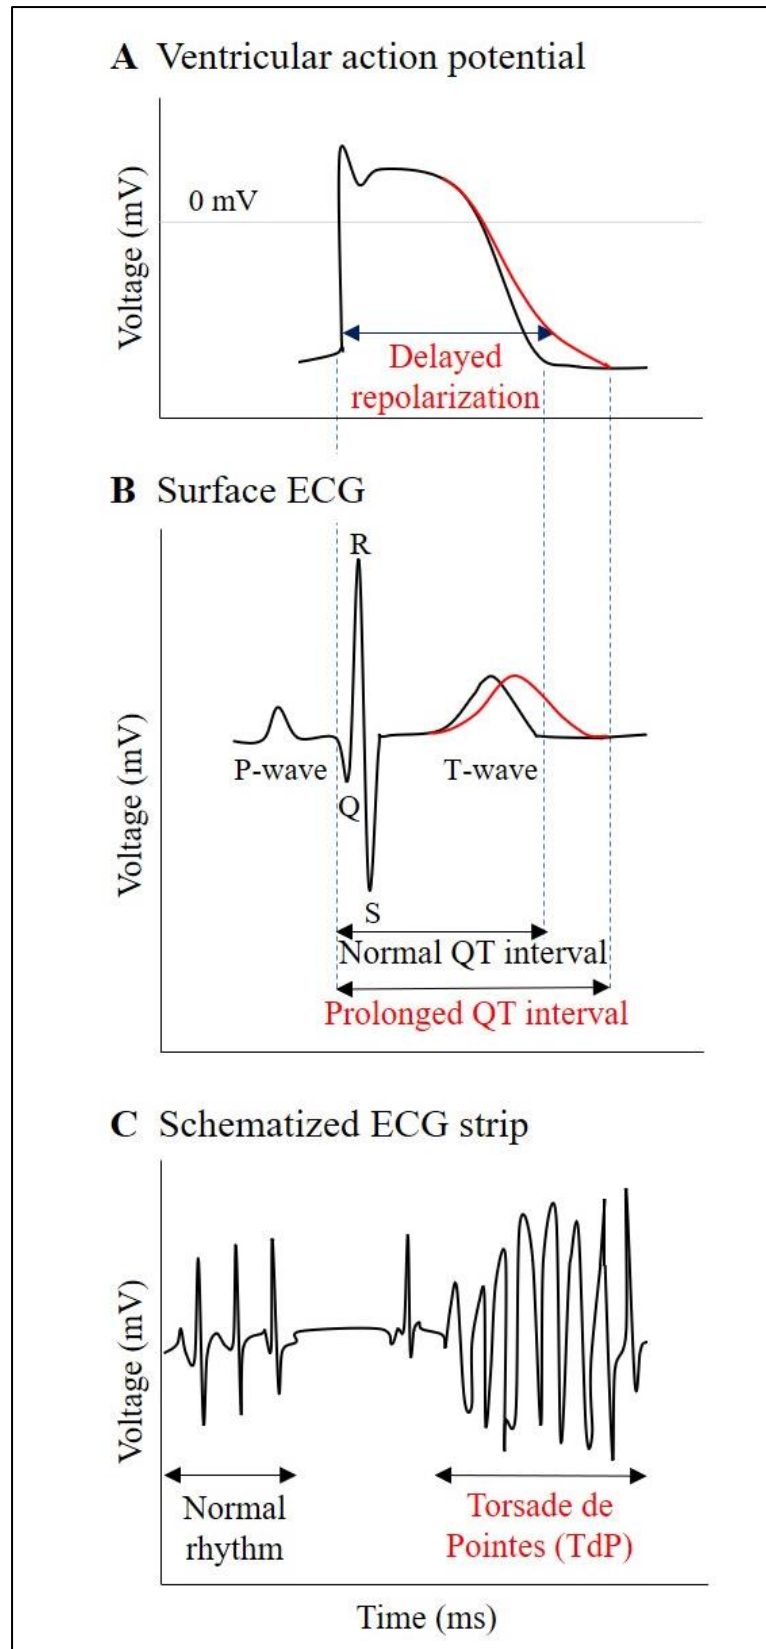 A Ventricular action potential
Voltage (mV)
0 mV
Delayed
repolarization
B Surface ECG
Voltage (mV)
R
P-wave
Q
S
T-wave
Normal QT interval
Prolonged QT interval
C Schematized ECG strip
Voltage (mV)
Normal
rhythm
Torsade de
Pointes (TdP)
Time (ms)